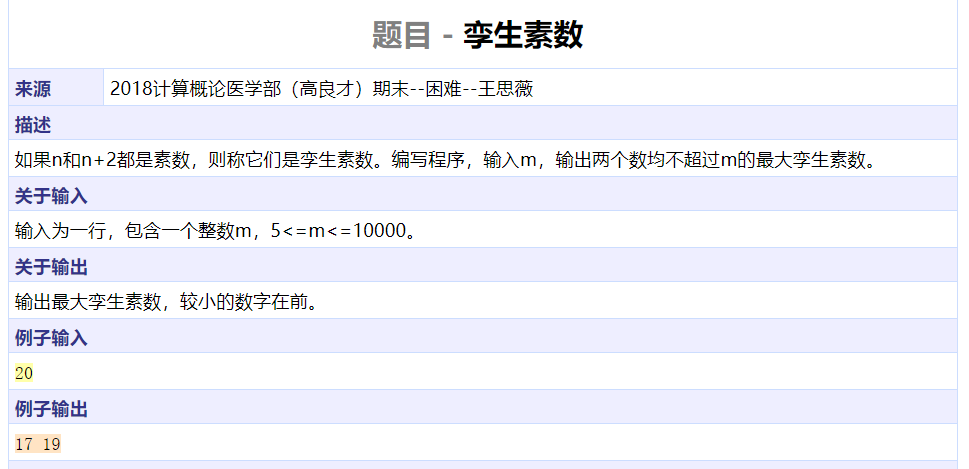 题目 - 孪生素数
来源 2018计算概论医学部（高良才）期末--困难--王思薇
描述
如果n和n+2都是素数，则称它们是孪生素数。编写程序，输入m，输出两个数均不超过m的最大孪生素数。
关于输入
输入为一行，包含一个整数m，5<=m<=10000。
关于输出
输出最大孪生素数，较小的数字在前。
例子输入
20
例子输出
17 19